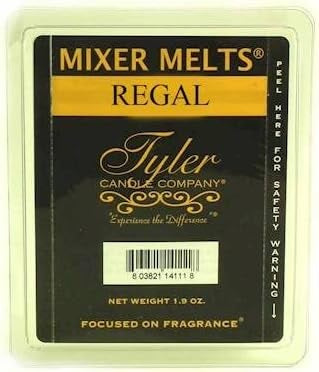 MIXER MELTS®
REGAL
Tyler
CANDLE COMPANY®
"Experience the Difference"®
8 03821 14111 8
NET WEIGHT 1.9 OZ.
FOCUSED ON FRAGRANCE®
PEEL HERE FOR SAFETY WARNING →